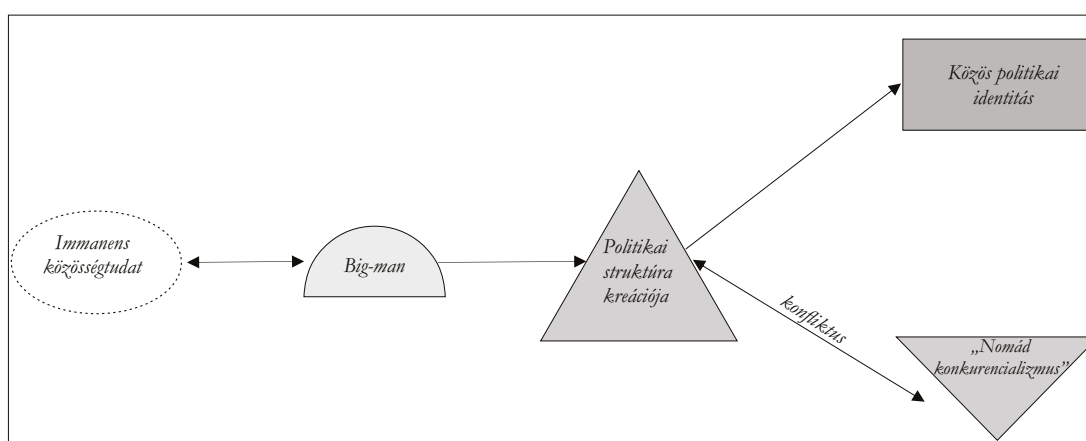 Közös politikai
identitás
Immanens
közösségtudat
Big-man
Politikai
struktúra
kreációja
konfliktus
„Nomád
konkurencializmus”